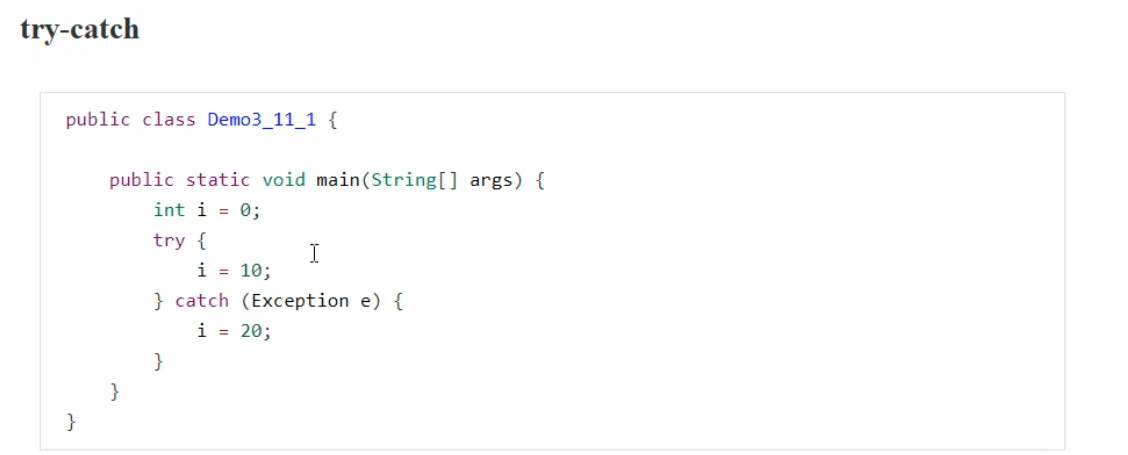 try-catch
public class Demo3_11_1 {
public static void main(String[] args) {
int i = 0;
try {
i = 10;
} catch (Exception e) {
i = 20;
}
}
}